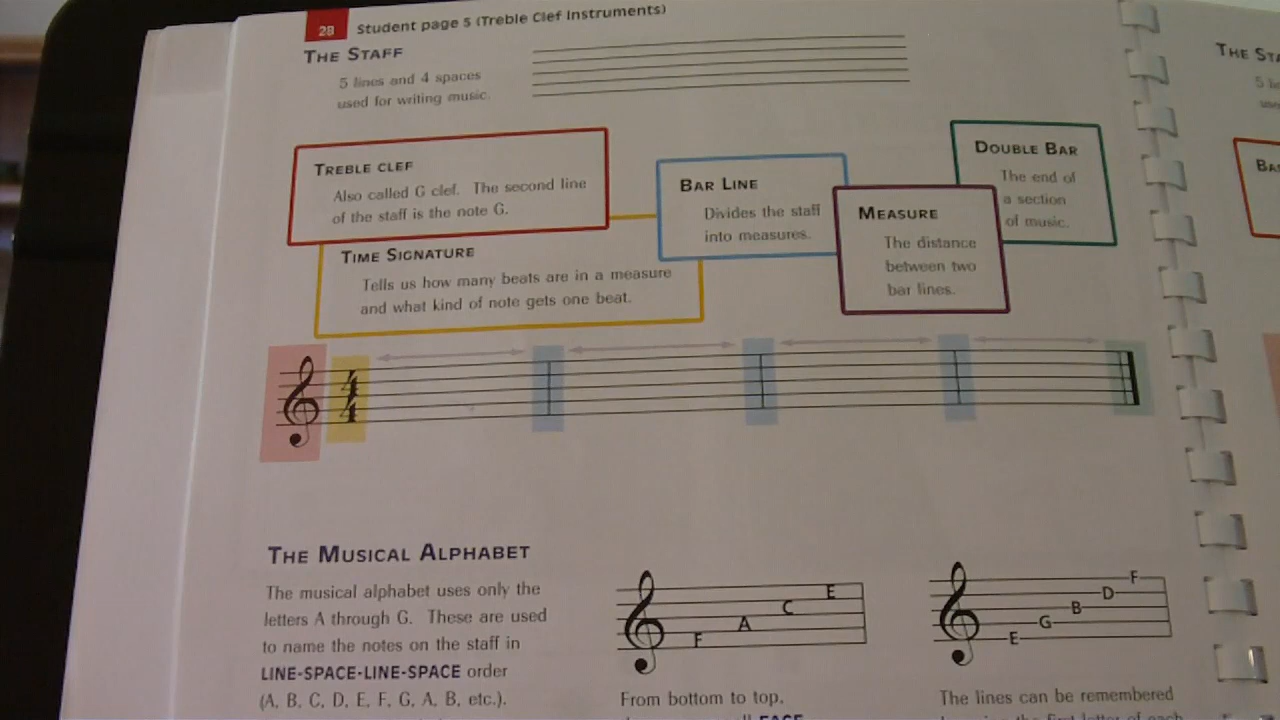 28 Student page 5 (Treble Clef Instruments)
THE STAFF
5 lines and 4 spaces
used for writing music.
TREBLE CLEF
Also called G clef. The second line
of the staff is the note G.
TIME SIGNATURE
Tells us how many beats are in a measure
and what kind of note gets one beat.
BAR LINE
Divides the staff
into measures.
MEASURE
The distance
between two
bar lines.
DOUBLE BAR
The end of
a section
of music.
4
4
THE MUSICAL ALPHABET
The musical alphabet uses only the
letters A through G. These are used
to name the notes on the staff in
LINE-SPACE-LINE-SPACE order
(A, B, C, D, E, F, G, A, B, etc.).
F A C E
From bottom to top,
FACE
E G B D F
The lines can be remembered
THE
5